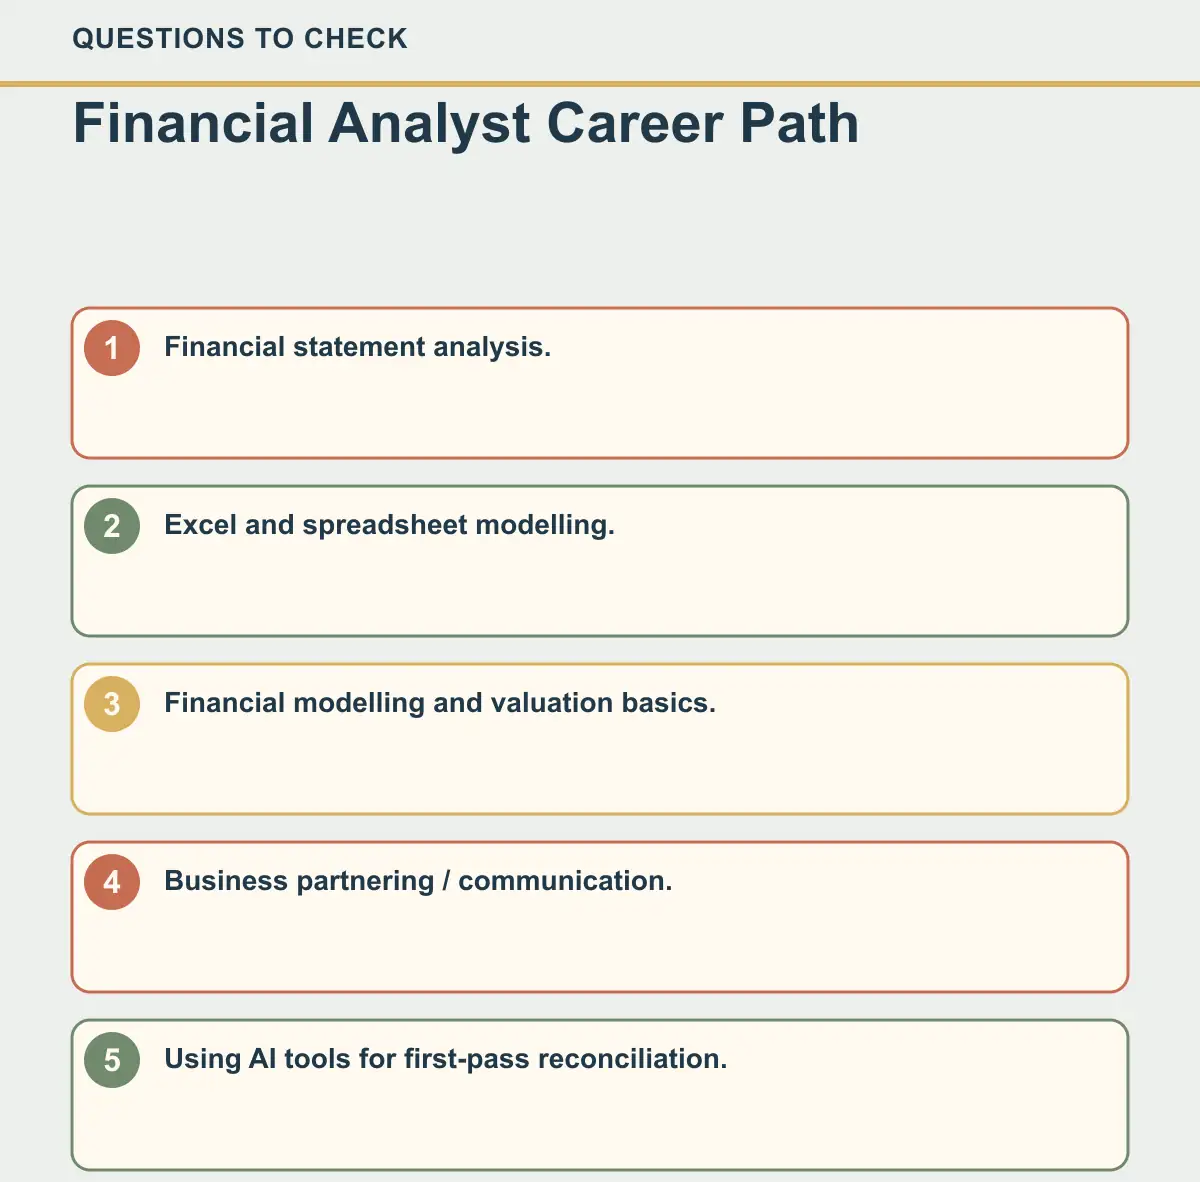 QUESTIONS TO CHECK
Financial Analyst Career Path
1
Financial statement analysis.
2
Excel and spreadsheet modelling.
3
Financial modelling and valuation basics.
4
Business partnering / communication.
5
Using AI tools for first-pass reconciliation.